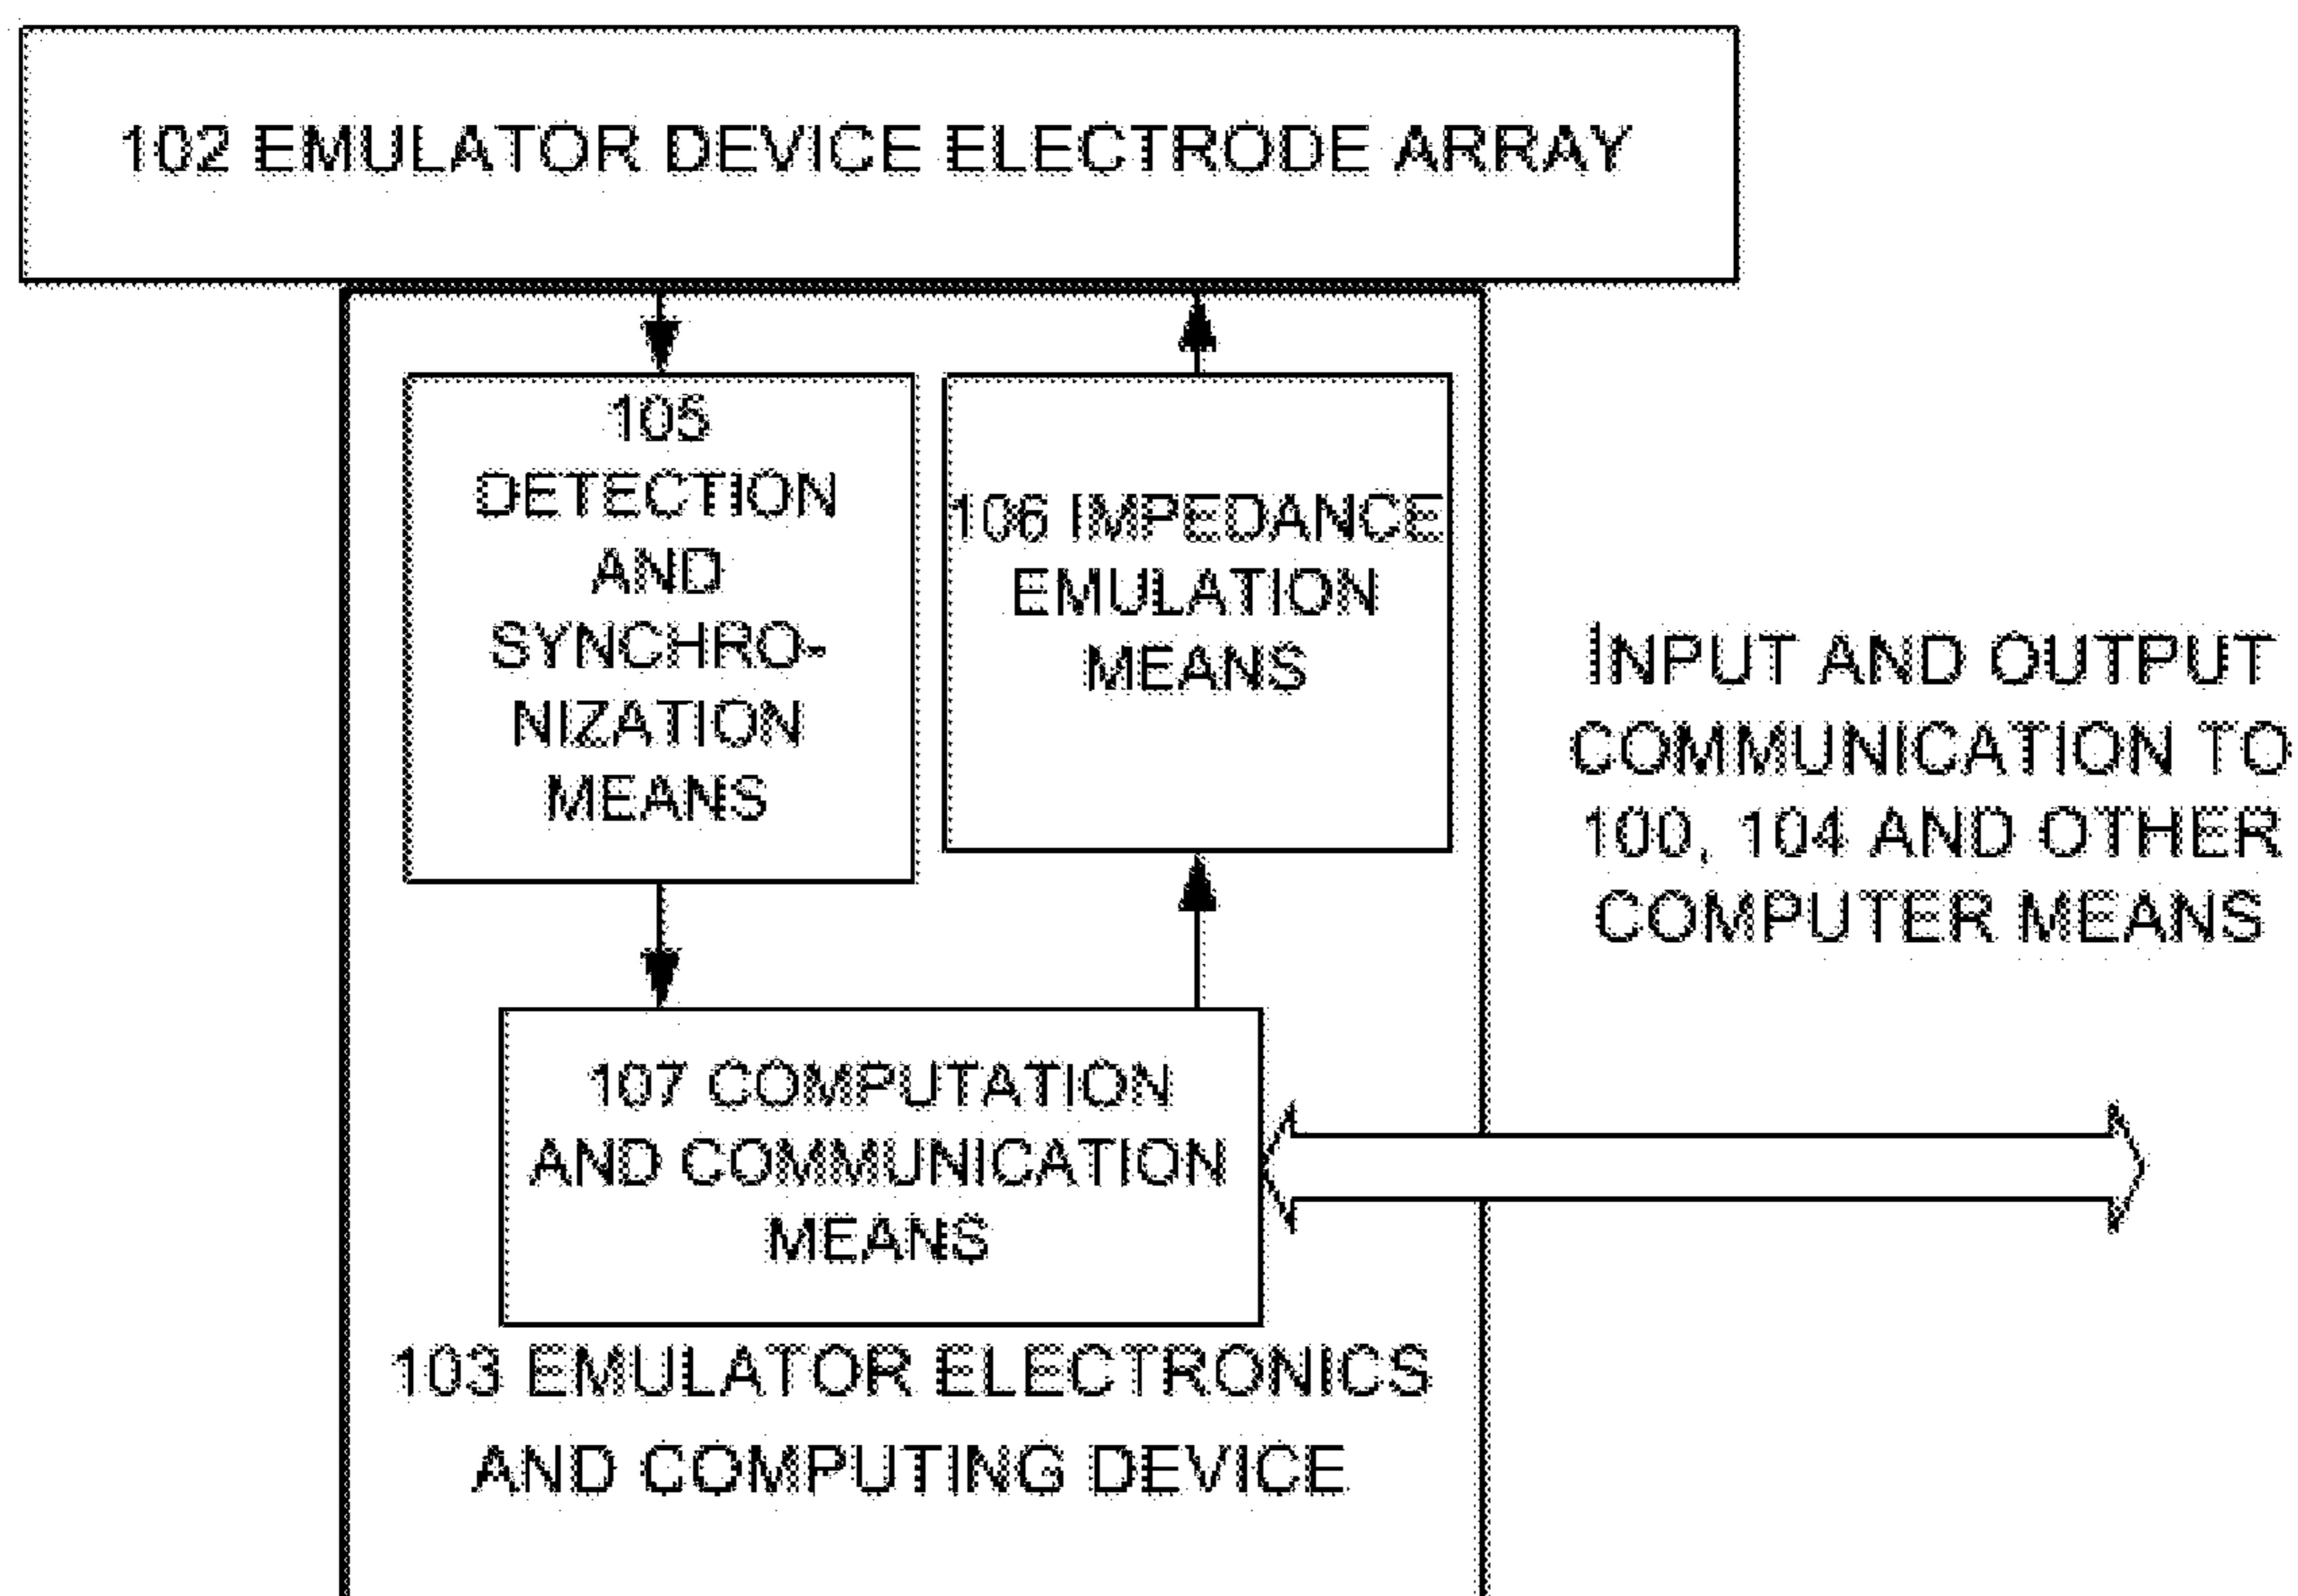 102 EMULATOR DEVICE ELECTRODE ARRAY
105
DETECTION
AND
SYNCHRO-
NIZATION
MEANS
106 IMPEDANCE
EMULATION
MEANS
INPUT AND OUTPUT
COMMUNICATION TO
100, 104 AND OTHER
COMPUTER MEANS
107 COMPUTATION
AND COMMUNICATION
MEANS
103 EMULATOR ELECTRONICS
AND COMPUTING DEVICE